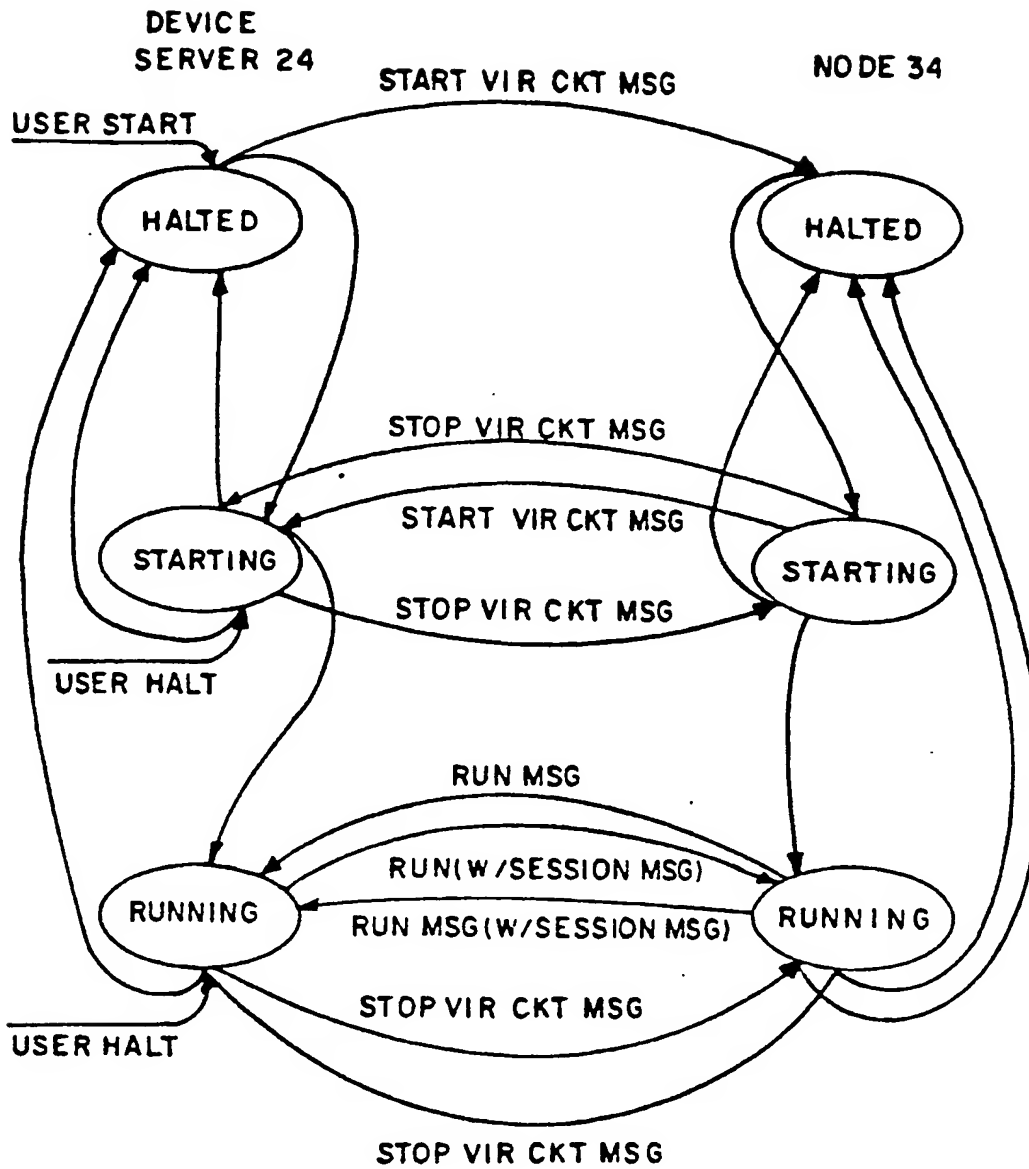 DEVICE
SERVER 24
NODE 34
START VIR CKT MSG
USER START
HALTED
HALTED
STOP VIR CKT MSG
START VIR CKT MSG
STARTING
STARTING
STOP VIR CKT MSG
USER HALT
RUN MSG
RUN(W/SESSION MSG)
RUNNING
RUNNING
RUN MSG(W/SESSION MSG)
STOP VIR CKT MSG
USER HALT
STOP VIR CKT MSG